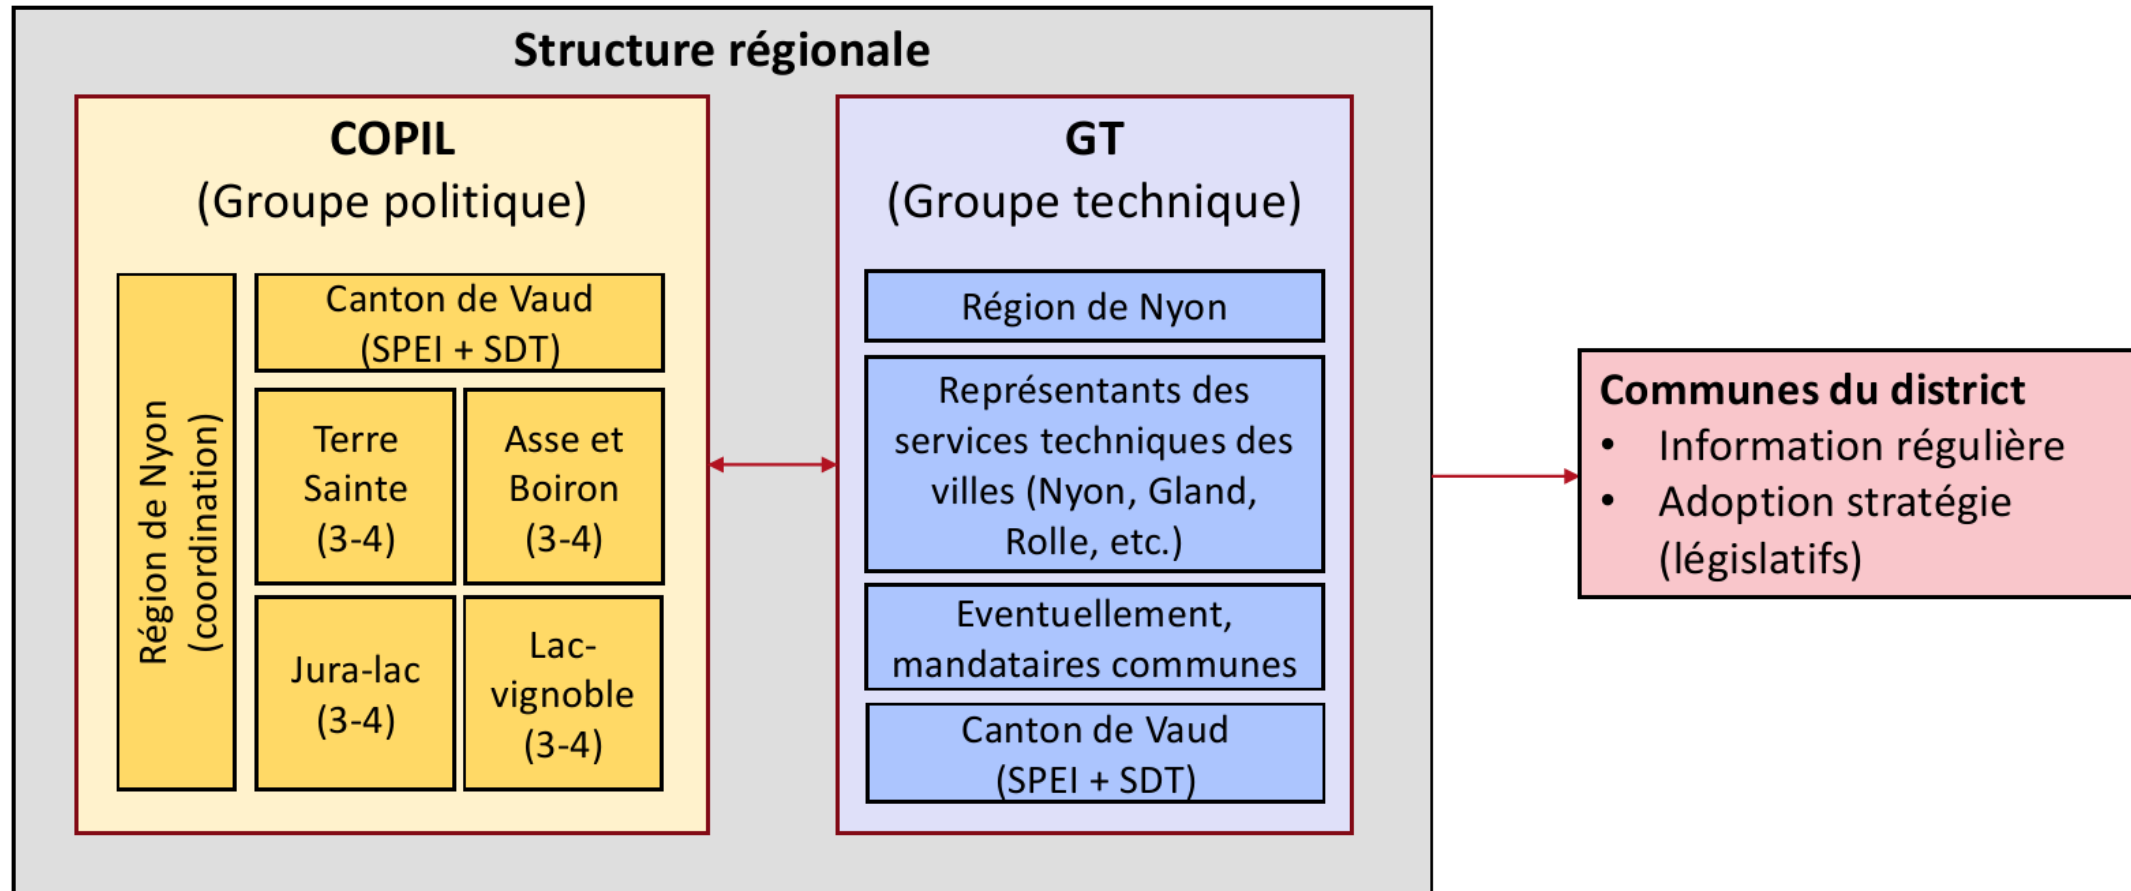 Structure régionale
COPIL
(Groupe politique)
Région de Nyon
(coordination)
Canton de Vaud
(SPEI + SDT)
Terre
Sainte
(3-4)
Asse et
Boiron
(3-4)
Jura-lac
(3-4)
Lac-
vignoble
(3-4)
GT
(Groupe technique)
Région de Nyon
Représentants des
services techniques des
villes (Nyon, Gland,
Rolle, etc.)
Eventuellement,
mandataires communes
Canton de Vaud
(SPEI + SDT)
Communes du district
• Information régulière
• Adoption stratégie
(législatifs)